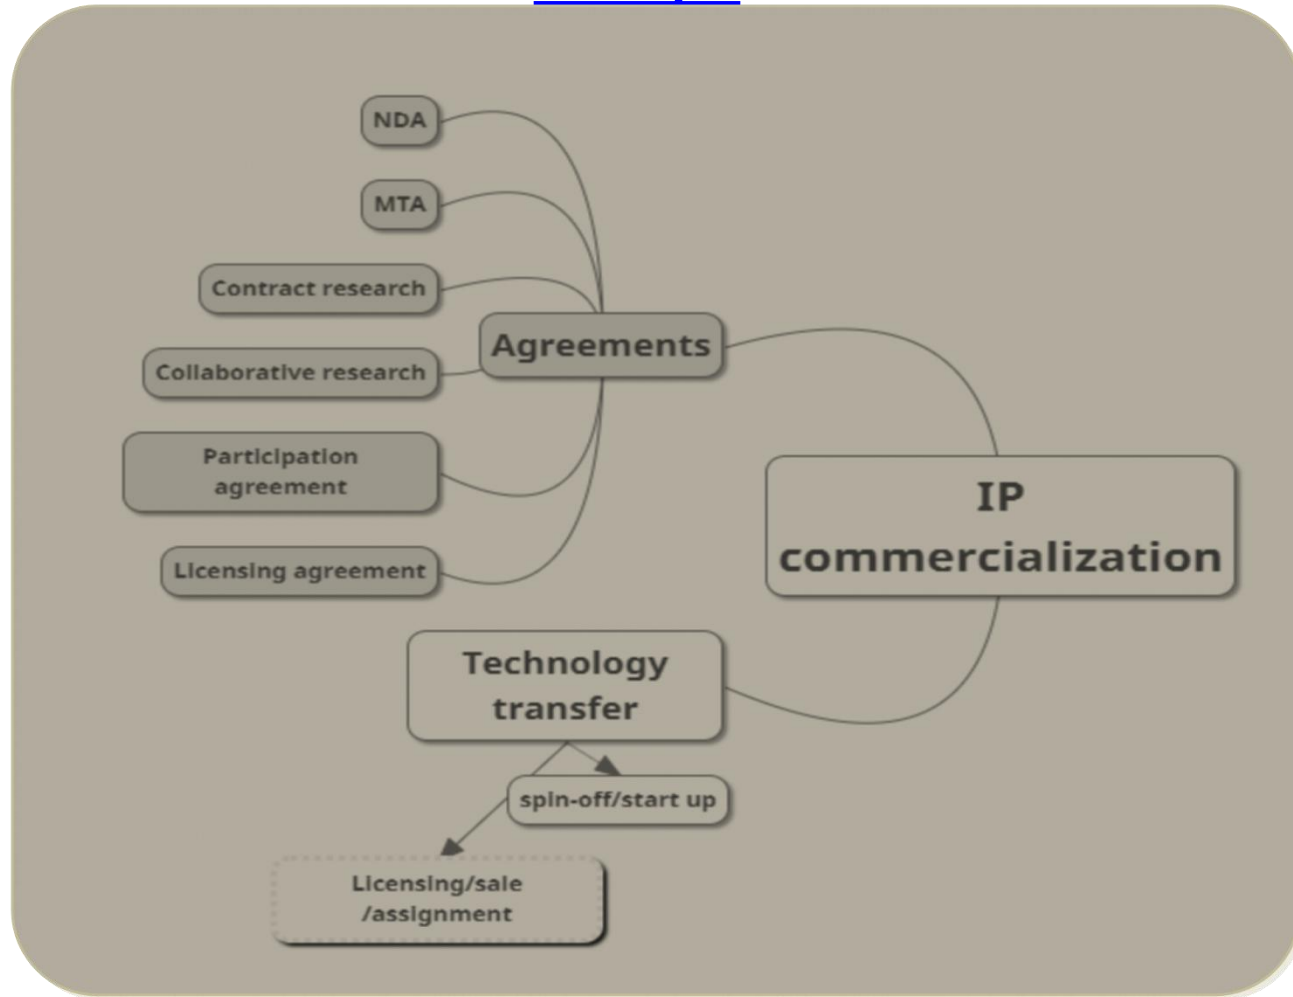 NDA
MTA
Contract research
Agreements
Collaborative research
Participation
agreement
IP
commercialization
Licensing agreement
Technology
transfer
spin-off/start up
Licensing/sale
/assignment